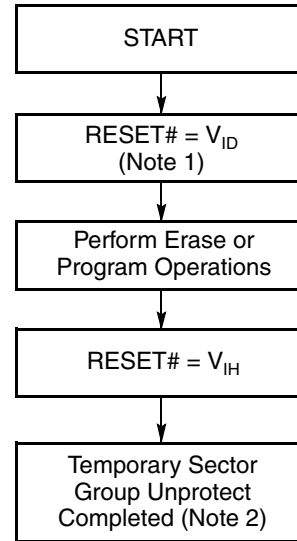 START
RESET# = V_ID
(Note 1)
Perform Erase or
Program Operations
RESET# = V_IH
Temporary Sector
Group Unprotect
Completed (Note 2)